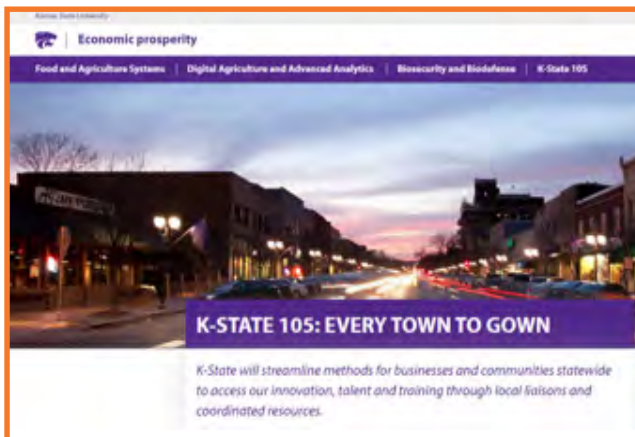 Kansas State University
Economic prosperity
Food and Agriculture Systems | Digital Agriculture and Advanced Analytics | Biosecurity and Biodefense | K-State 105
K-STATE 105: EVERY TOWN TO GOWN
K-State will streamline methods for businesses and communities statewide
to access our innovation, talent and training through local liaisons and
coordinated resources.